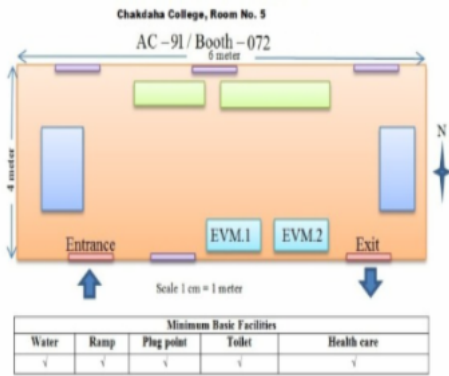 Chakdaha College, Room No. 5
AC -91 / Booth -072
6 meter
4 meter
N
EVM.1 EVM.2
Entrance Exit
Scale 1 cm = 1 meter
Minimum Basic Facilities
Water Ramp Plug point Toilet Health care
√ √ √ √ √